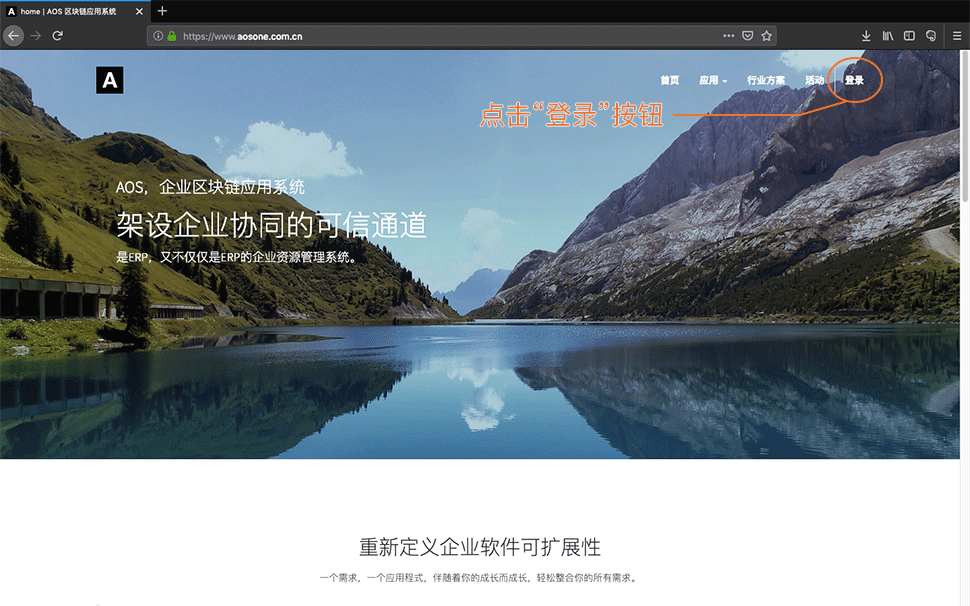 A home | AOS 区块链应用系统
https://www.aosone.com.cn
A
首页 应用 行业方案 活动 登录
点击“登录”按钮
AOS，企业区块链应用系统
架设企业协同的可信通道
是ERP，又不仅仅是ERP的企业资源管理系统。
重新定义企业软件可扩展性
一个需求，一个应用程式，伴随着你的成长而成长，轻松整合你的所有需求。